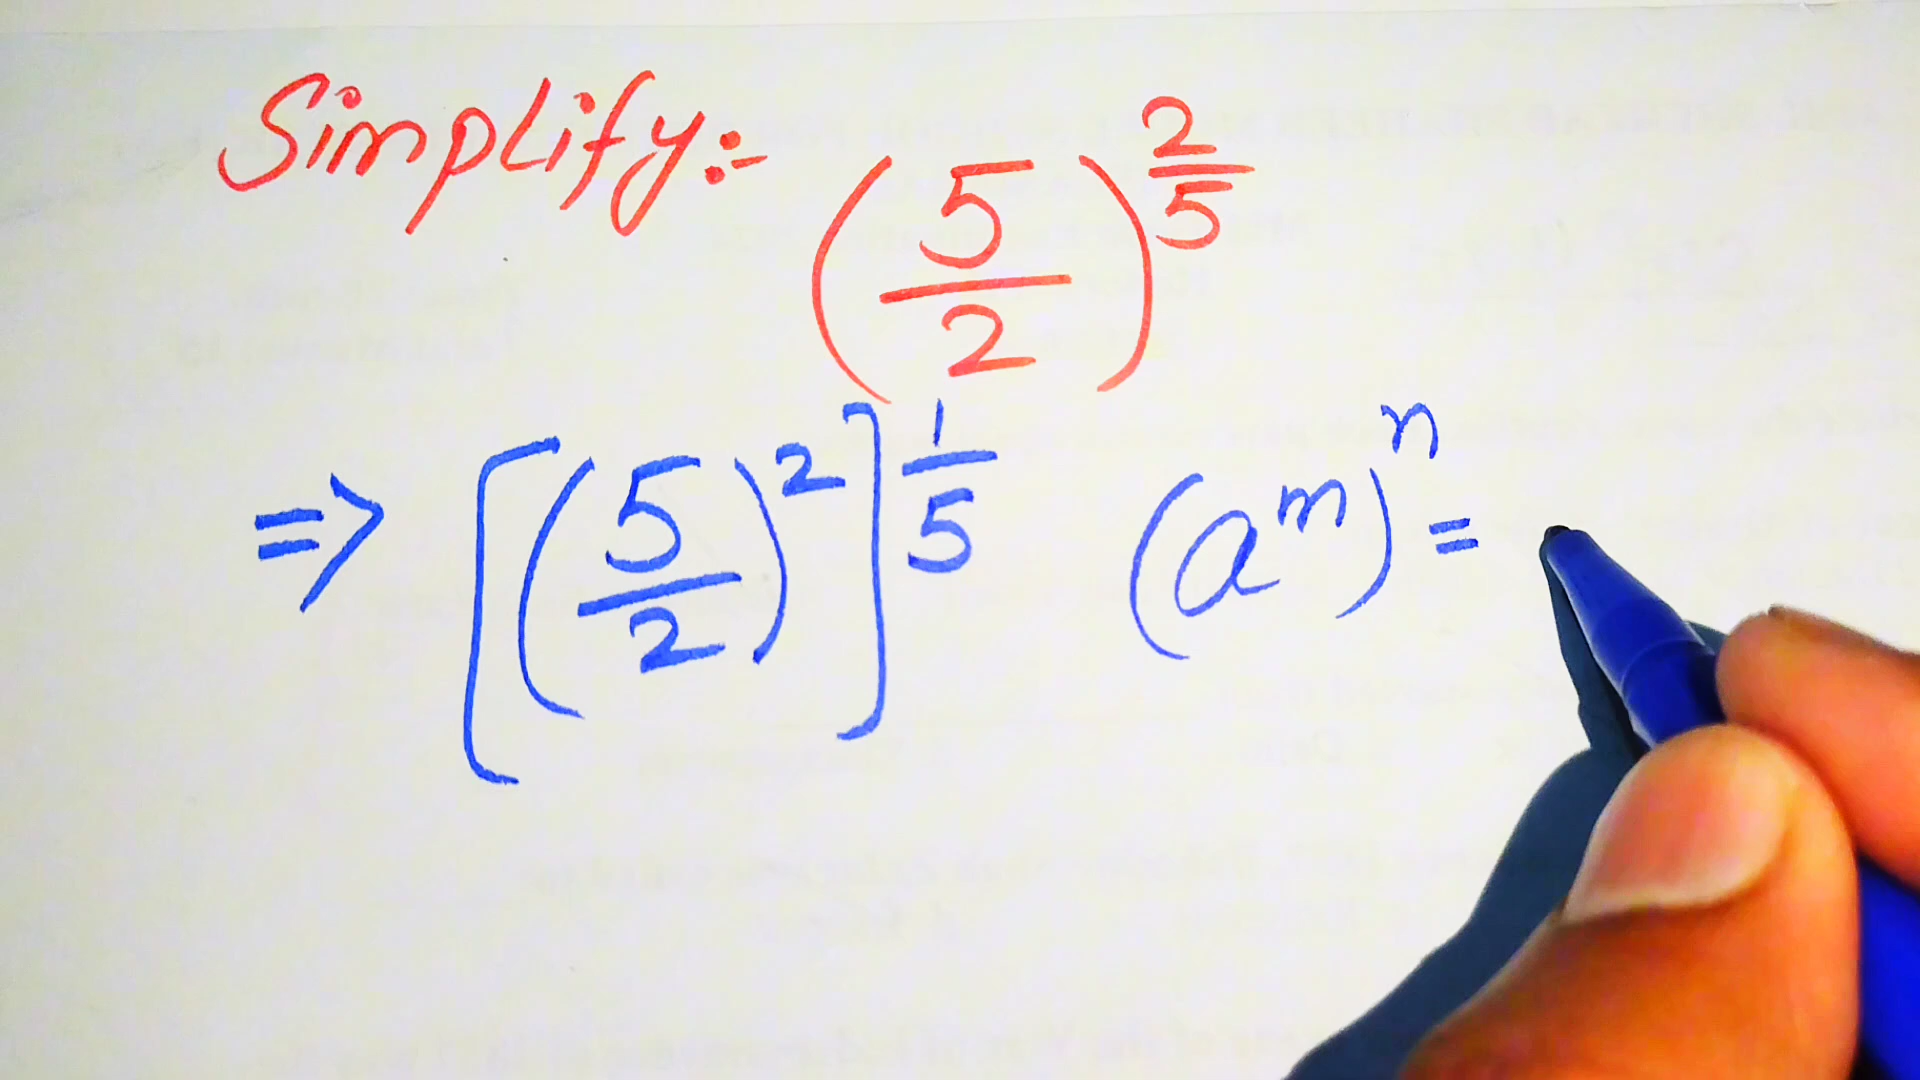 Simplify:- (5/2)^(2/5)
=> [(5/2)^2]^(1/5) (a^m)^n =